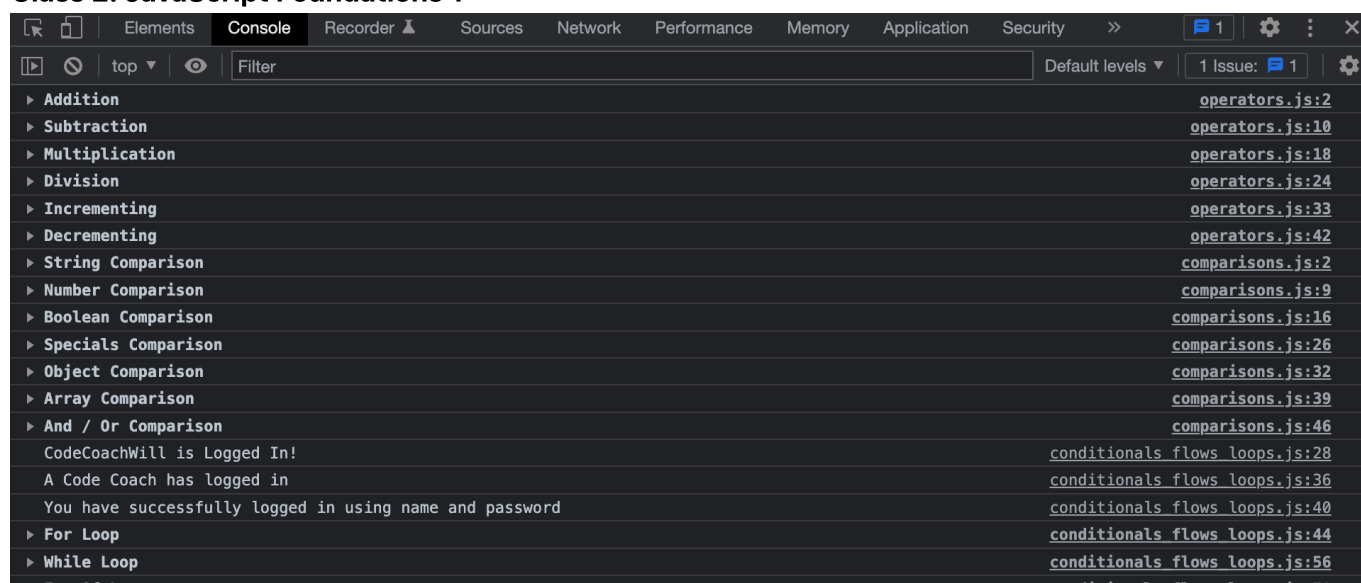 Class 2: JavaScript Foundations 1
Elements Console Recorder Sources Network Performance Memory Application Security » 1
top ▼ Filter Default levels ▼ 1 Issue: 1
Addition operators.js:2
Subtraction operators.js:10
Multiplication operators.js:18
Division operators.js:24
Incrementing operators.js:33
Decrementing operators.js:42
String Comparison comparisons.js:2
Number Comparison comparisons.js:9
Boolean Comparison comparisons.js:16
Specials Comparison comparisons.js:26
Object Comparison comparisons.js:32
Array Comparison comparisons.js:39
And / Or Comparison comparisons.js:46
CodeCoachWill is Logged In! conditionals_flows_loops.js:28
A Code Coach has logged in conditionals_flows_loops.js:36
You have successfully logged in using name and password conditionals_flows_loops.js:40
For Loop conditionals_flows_loops.js:44
While Loop conditionals_flows_loops.js:56